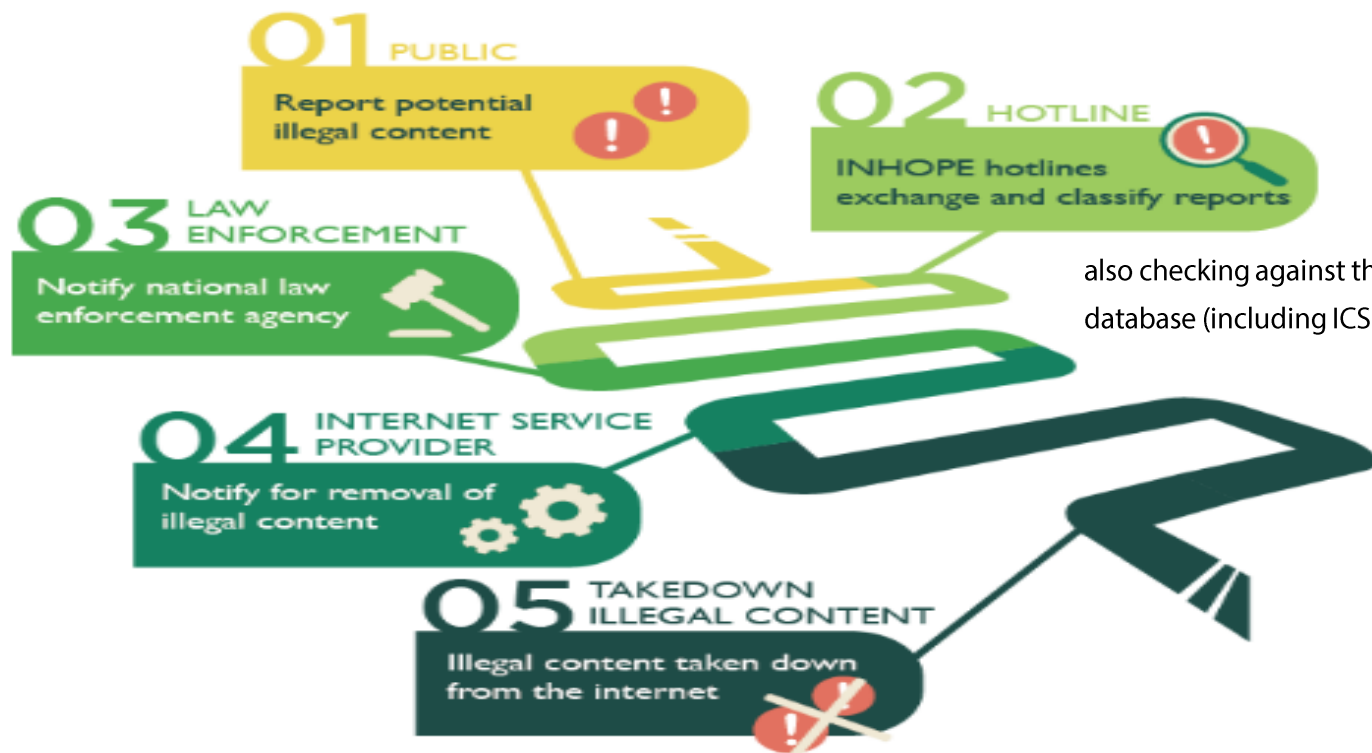 01 PUBLIC
Report potential
illegal content
02 HOTLINE
INHOPE hotlines
exchange and classify reports
also checking against
database (including
03 LAW
ENFORCEMENT
Notify national law
enforcement agency
04 INTERNET SERVICE
PROVIDER
Notify for removal of
illegal content
05 TAKEDOWN
ILLEGAL CONTENT
Illegal content taken down
from the internet